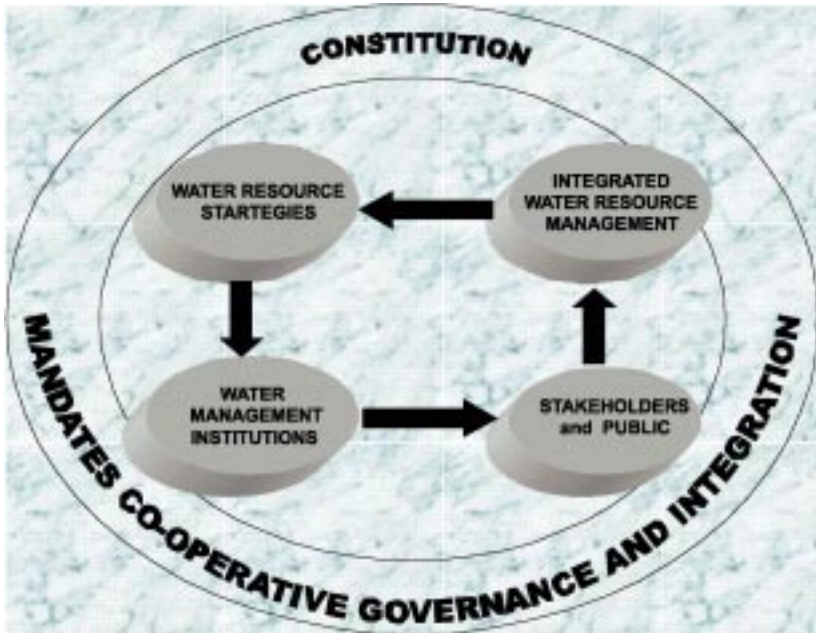 CONSTITUTION
WATER RESOURCE
STARTEGIES
INTEGRATED
WATER RESOURCE
MANAGEMENT
WATER
MANAGEMENT
INSTITUTIONS
STAKEHOLDERS
and PUBLIC
MANDATES CO-OPERATIVE GOVERNANCE AND INTEGRATION